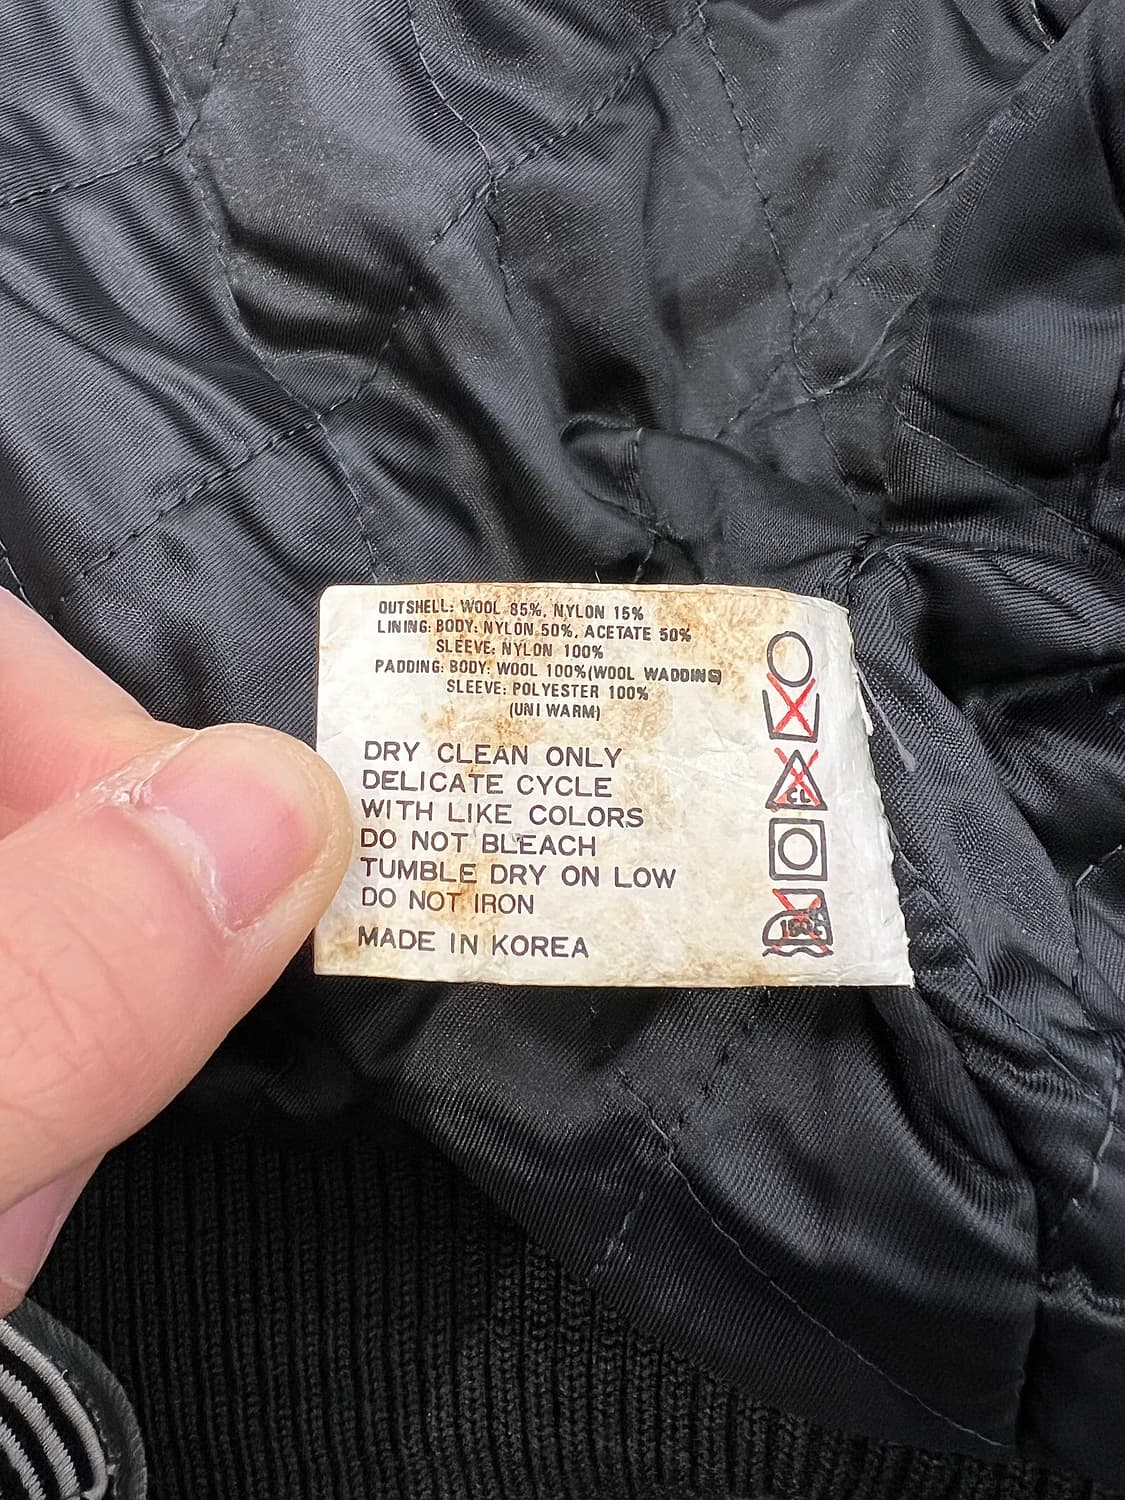 OUTSHELL: WOOL 85%, NYLON 15%
LINING: BODY: NYLON 50%, ACETATE 50%
SLEEVE: NYLON 100%
PADDING: BODY: WOOL 100%(WOOL WADDING)
SLEEVE: POLYESTER 100%
(UNI WARM)
DRY CLEAN ONLY
DELICATE CYCLE
WITH LIKE COLORS
DO NOT BLEACH
TUMBLE DRY ON LOW
DO NOT IRON
MADE IN KOREA
CL